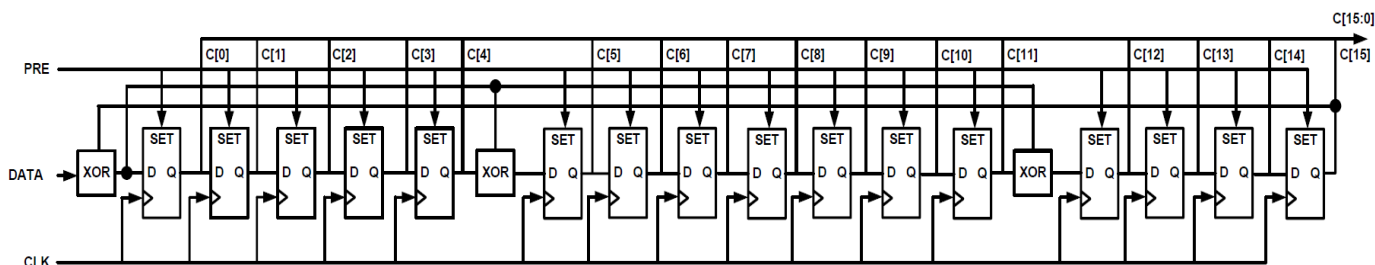 C[15:0]
C[0] C[1] C[2] C[3] C[4] C[5] C[6] C[7] C[8] C[9] C[10] C[11] C[12] C[13] C[14] C[15]
PRE
SET SET SET SET SET SET SET SET SET SET SET SET SET SET SET SET
DATA XOR D Q D Q D Q D Q D Q XOR D Q D Q D Q D Q D Q D Q D Q XOR D Q D Q D Q D Q
CLK